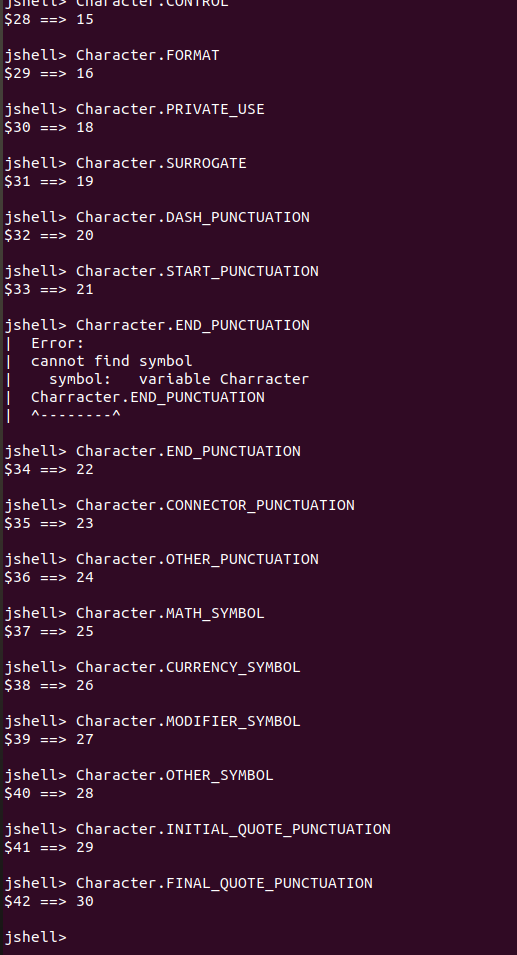 jshell> Character.CONTROL
$28 ==> 15
jshell> Character.FORMAT
$29 ==> 16
jshell> Character.PRIVATE_USE
$30 ==> 18
jshell> Character.SURROGATE
$31 ==> 19
jshell> Character.DASH_PUNCTUATION
$32 ==> 20
jshell> Character.START_PUNCTUATION
$33 ==> 21
jshell> Charracter.END_PUNCTUATION
|  Error:
|  cannot find symbol
|    symbol:   variable Charracter
|  Charracter.END_PUNCTUATION
|  ^--------^
jshell> Character.END_PUNCTUATION
$34 ==> 22
jshell> Character.CONNECTOR_PUNCTUATION
$35 ==> 23
jshell> Character.OTHER_PUNCTUATION
$36 ==> 24
jshell> Character.MATH_SYMBOL
$37 ==> 25
jshell> Character.CURRENCY_SYMBOL
$38 ==> 26
jshell> Character.MODIFIER_SYMBOL
$39 ==> 27
jshell> Character.OTHER_SYMBOL
$40 ==> 28
jshell> Character.INITIAL_QUOTE_PUNCTUATION
$41 ==> 29
jshell> Character.FINAL_QUOTE_PUNCTUATION
$42 ==> 30
jshell>